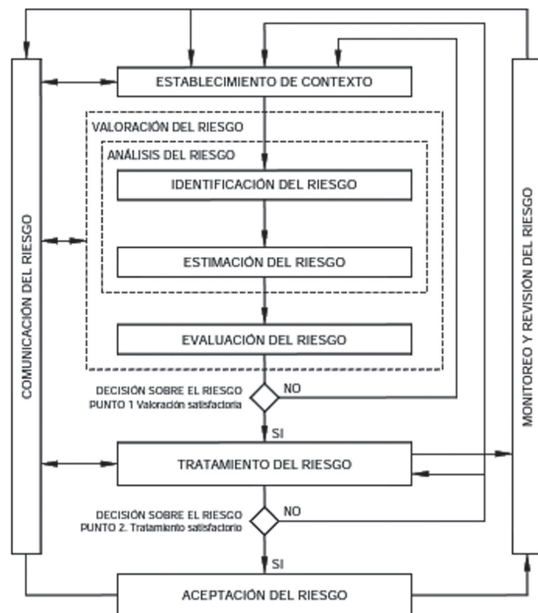 ESTABLECIMIENTO DE CONTEXTO
VALORACIÓN DEL RIESGO
ANÁLISIS DEL RIESGO
IDENTIFICACIÓN DEL RIESGO
ESTIMACIÓN DEL RIESGO
EVALUACIÓN DEL RIESGO
DECISIÓN SOBRE EL RIESGO
PUNTO 1 Valoración satisfactoria
NO
SI
TRATAMIENTO DEL RIESGO
DECISIÓN SOBRE EL RIESGO
PUNTO 2. Tratamiento satisfactorio
NO
SI
ACEPTACIÓN DEL RIESGO
COMUNICACIÓN DEL RIESGO
MONITOREO Y REVISIÓN DEL RIESGO